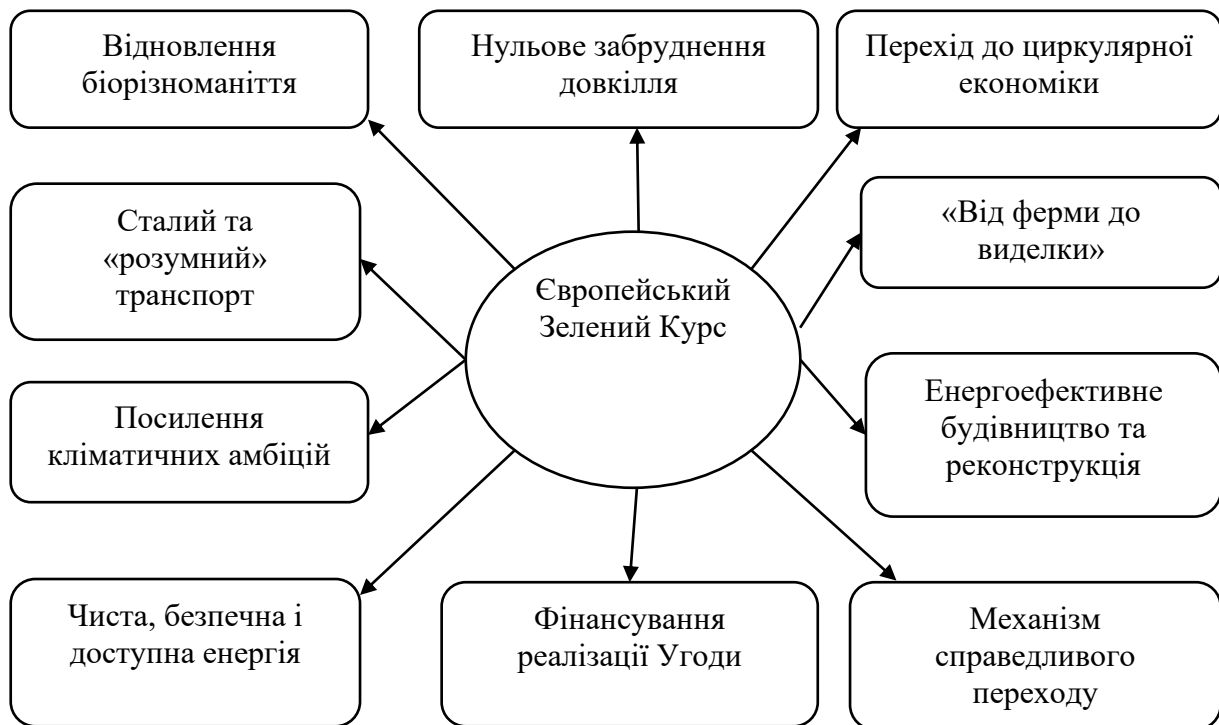 Відновлення
біорізноманіття
Нульове забруднення
довкілля
Перехід до циркулярної
економіки
Сталий та
«розумний»
транспорт
«Від ферми до
виделки»
Європейський
Зелений Курс
Посилення
кліматичних амбіцій
Енергоефективне
будівництво та
реконструкція
Чиста, безпечна і
доступна енергія
Фінансування
реалізації Угоди
Механізм
справедливого
переходу